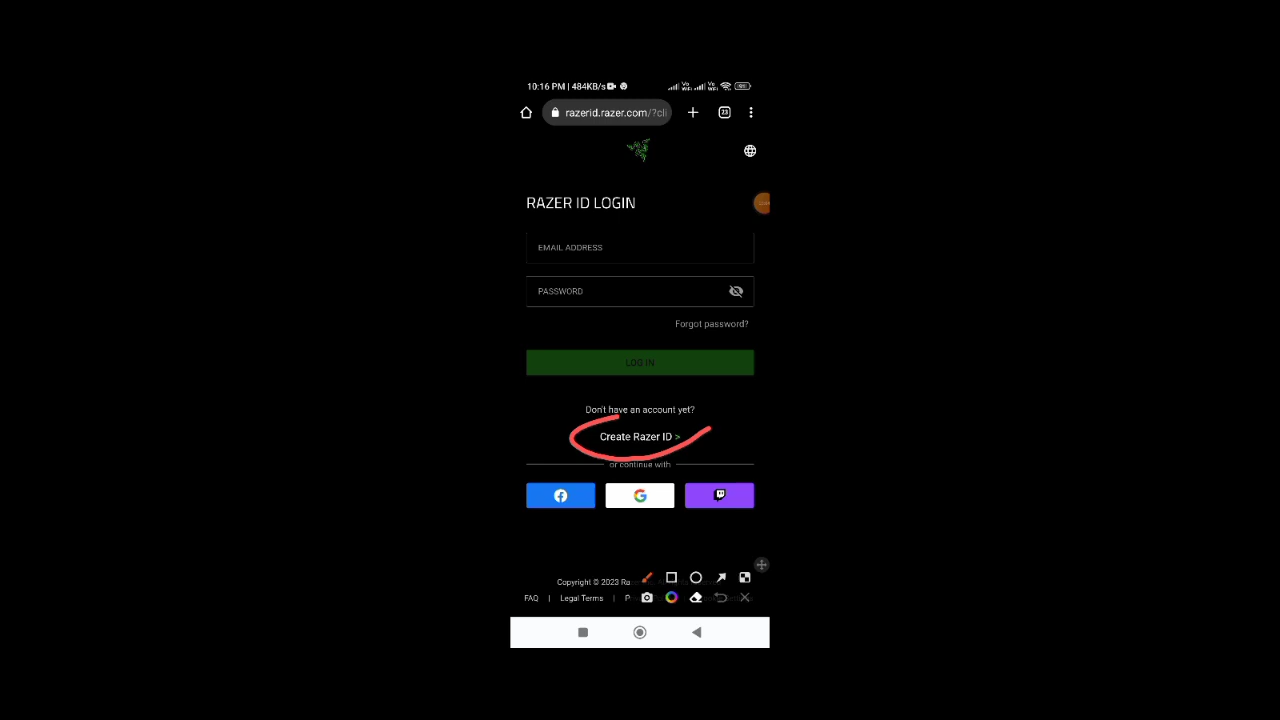 10:16 PM | 484KB/s
razerid.razer.com/?cli
23
RAZER ID LOGIN
EMAIL ADDRESS
PASSWORD
Forgot password?
LOG IN
Don't have an account yet?
Create Razer ID >
or continue with
Copyright © 2023 Ra
FAQ | Legal Terms | P